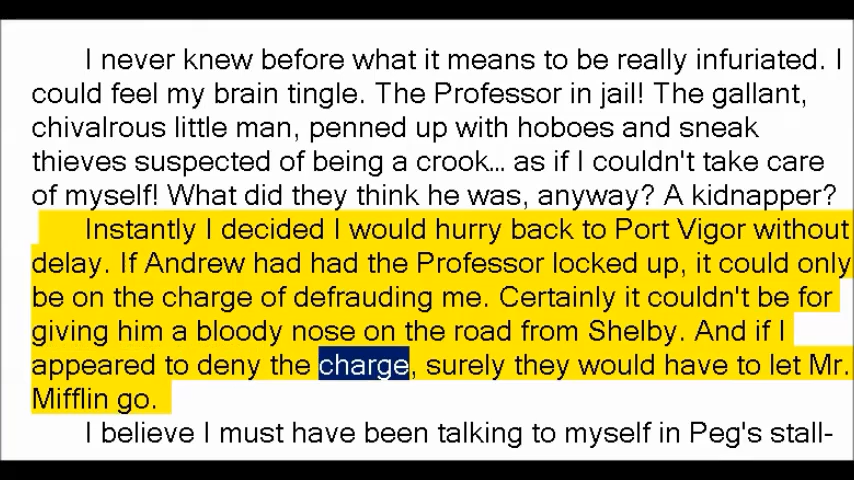 I never knew before what it means to be really infuriated. I
could feel my brain tingle. The Professor in jail! The gallant,
chivalrous little man, penned up with hoboes and sneak
thieves suspected of being a crook... as if I couldn't take care
of myself! What did they think he was, anyway? A kidnapper?
Instantly I decided I would hurry back to Port Vigor without
delay. If Andrew had had the Professor locked up, it could only
be on the charge of defrauding me. Certainly it couldn't be for
giving him a bloody nose on the road from Shelby. And if I
appeared to deny the charge, surely they would have to let Mr.
Mifflin go.
I believe I must have been talking to myself in Peg's stall-